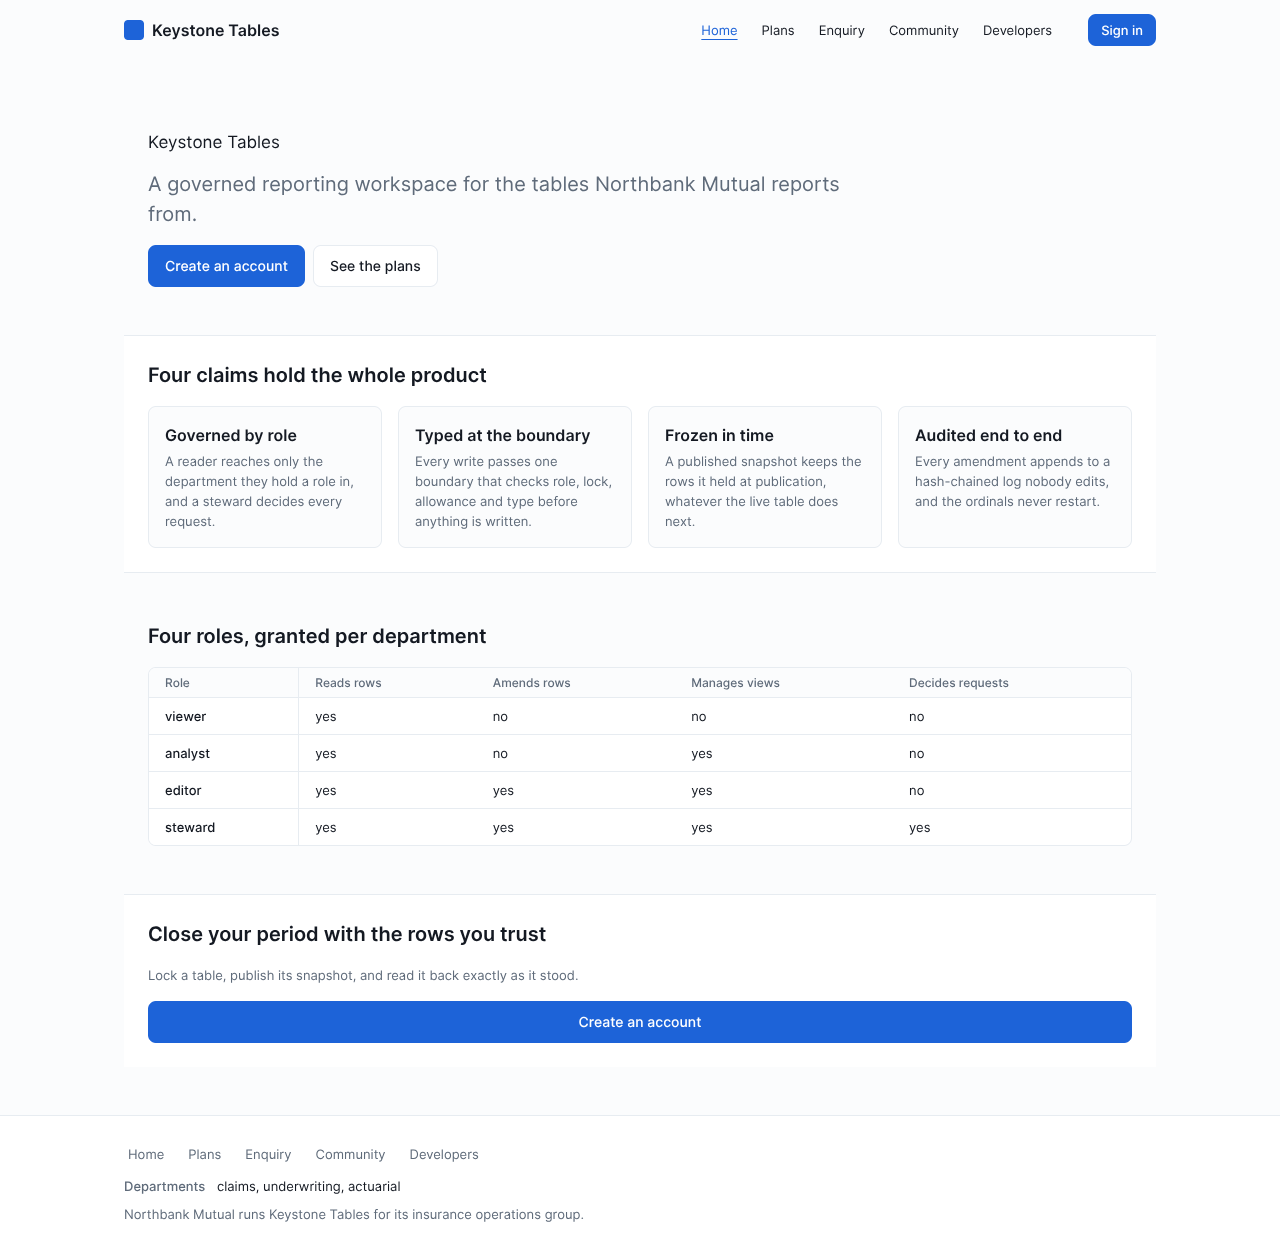 Keystone Tables
Home Plans Enquiry Community Developers Sign in
Keystone Tables
A governed reporting workspace for the tables Northbank Mutual reports
from.
Create an account See the plans
Four claims hold the whole product
Governed by role
A reader reaches only the
department they hold a role in,
and a steward decides every
request.
Typed at the boundary
Every write passes one
boundary that checks role, lock,
allowance and type before
anything is written.
Frozen in time
A published snapshot keeps the
rows it held at publication,
whatever the live table does
next.
Audited end to end
Every amendment appends to a
hash-chained log nobody edits,
and the ordinals never restart.
Four roles, granted per department
Role Reads rows Amends rows Manages views Decides requests
viewer yes no no no
analyst yes no yes no
editor yes yes yes no
steward yes yes yes yes
Close your period with the rows you trust
Lock a table, publish its snapshot, and read it back exactly as it stood.
Create an account
Home Plans Enquiry Community Developers
Departments claims, underwriting, actuarial
Northbank Mutual runs Keystone Tables for its insurance operations group.